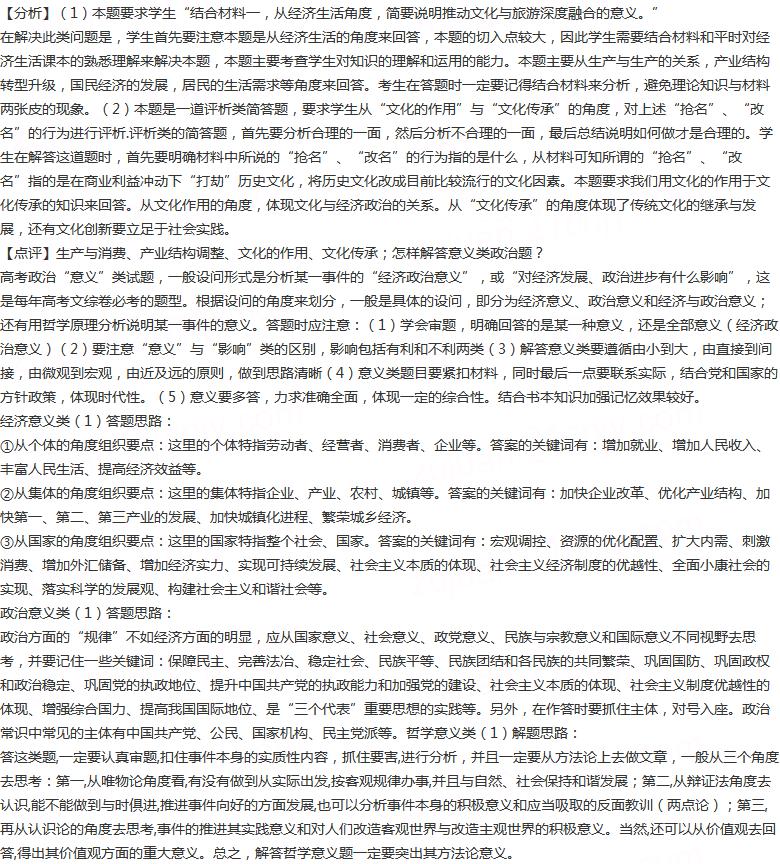 【分析】（1）本题要求学生“结合材料一，从经济生活角度，简要说明推动文化与旅游深度融合的意义。”
在解决此类问题是，学生首先要注意本题是从经济生活的角度来回答，本题的切入点较大，因此学生需要结合材料和平时对经
济生活课本的熟悉理解来解决本题，本题主要考查学生对知识的理解和运用的能力。本题主要从生产与生产的关系，产业结构
转型升级，国民经济的发展，居民的生活需求等角度来回答。考生在答题时一定要记得结合材料来分析，避免理论知识与材料
两张皮的现象。（2）本题是一道评析类简答题，要求学生从“文化的作用”与“文化传承”的角度，对上述“抢名”、“改
名”的行为进行评析.评析类的简答题，首先要分析合理的一面，然后分析不合理的一面，最后总结说明如何做才是合理的。学
生在解答这道题时，首先要明确材料中所说的“抢名”、“改名”的行为指的是什么，从材料可知所谓的“抢名”、“改
名”指的是在商业利益冲动下“打劫”历史文化，将历史文化改成目前比较流行的文化因素。本题要求我们用文化的作用于文
化传承的知识来回答。从文化作用的角度，体现文化与经济政治的关系。从“文化传承”的角度体现了传统文化的继承与发
展，还有文化创新要立足于社会实践。
【点评】生产与消费、产业结构调整、文化的作用、文化传承；怎样解答意义类政治题？
高考政治“意义”类试题，一般设问形式是分析某一事件的“经济政治意义”，或“对经济发展、政治进步有什么影响”，这
是每年高考文综卷必考的题型。根据设问的角度来划分，一般是具体的设问，即分为经济意义、政治意义和经济与政治意义；
还有用哲学原理分析说明某一事件的意义。答题时应注意：（1）学会审题，明确回答的是某一种意义，还是全部意义（经济政
治意义）（2）要注意“意义”与“影响”类的区别，影响包括有利和不利两类（3）解答意义类要遵循由小到大，由直接到间
接，由微观到宏观，由近及远的原则，做到思路清晰（4）意义类题目要紧扣材料，同时最后一点要联系实际，结合党和国家的
方针政策，体现时代性。（5）意义要多答，力求准确全面，体现一定的综合性。结合书本知识加强记忆效果较好。
经济意义类（1）答题思路：
①从个体的角度组织要点：这里的个体特指劳动者、经营者、消费者、企业等。答案的关键词有：增加就业、增加人民收入、
丰富人民生活、提高经济效益等。
②从集体的角度组织要点：这里的集体特指企业、产业、农村、城镇等。答案的关键词有：加快企业改革、优化产业结构、加
快第一、第二、第三产业的发展、加快城镇化进程、繁荣城乡经济。
③从国家的角度组织要点：这里的国家特指整个社会、国家。答案的关键词有：宏观调控、资源的优化配置、扩大内需、刺激
消费、增加外汇储备、增加经济实力、实现可持续发展、社会主义本质的体现、社会主义经济制度的优越性、全面小康社会的
实现、落实科学的发展观、构建社会主义和谐社会等。
政治意义类（1）答题思路：
政治方面的“规律”不如经济方面的明显，应从国家意义、社会意义、政党意义、民族与宗教意义和国际意义不同视野去思
考，并要记住一些关键词：保障民主、完善法治、稳定社会、民族平等、民族团结和各民族的共同繁荣、巩固国防、巩固政权
和政治稳定、巩固党的执政地位、提升中国共产党的执政能力和加强党的建设、社会主义本质的体现、社会主义制度优越性的
体现、增强综合国力、提高我国国际地位、是“三个代表”重要思想的实践等。另外，在作答时要抓住主体，对号入座。政治
常识中常见的主体有中国共产党、公民、国家机构、民主党派等。哲学意义类（1）解题思路：
答这类题,一定要认真审题,扣住事件本身的实质性内容，抓住要害,进行分析，并且一定要从方法论上去做文章，一般从三个角度
去思考：第一,从唯物论角度看,有没有做到从实际出发,按客观规律办事,并且与自然、社会保持和谐发展；第二,从辩证法角度去
认识,能不能做到与时俱进,推进事件向好的方面发展,也可以分析事件本身的积极意义和应当吸取的反面教训（两点论）；第三,
再从认识论的角度去思考,事件的推进其实践意义和对人们改造客观世界与改造主观世界的积极意义。当然,还可以从价值观去回
答,得出其价值观方面的重大意义。总之，解答哲学意义题一定要突出其方法论意义。